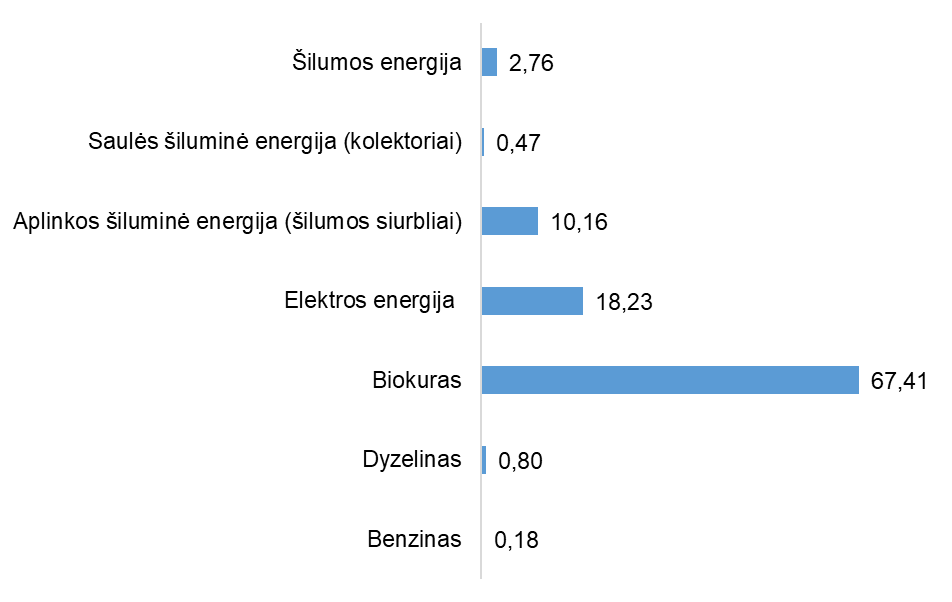 Šilumos energija 2,76
Saulės šiluminė energija (kolektoriai) 0,47
Aplinkos šiluminė energija (šilumos siurbliai) 10,16
Elektros energija 18,23
Biokuras 67,41
Dyzelinas 0,80
Benzinas 0,18